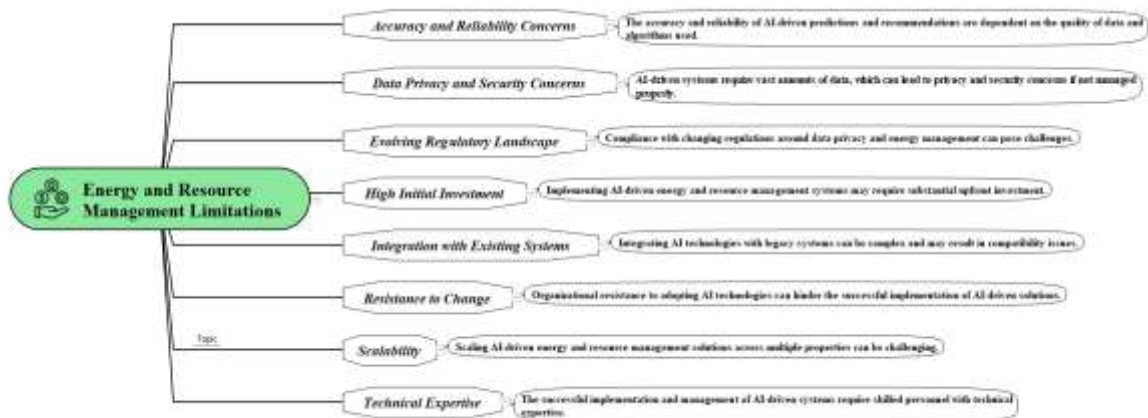 Energy and Resource
Management Limitations
Accuracy and Reliability Concerns
The accuracy and reliability of AI-driven predictions and recommendations are dependent on the quality of data and
algorithms used.
Data Privacy and Security Concerns
AI-driven systems require vast amounts of data, which can lead to privacy and security concerns if not managed
properly.
Evolving Regulatory Landscape
Compliance with changing regulations around data privacy and energy management can pose challenges.
High Initial Investment
Implementing AI-driven energy and resource management systems may require substantial upfront investment.
Integration with Existing Systems
Integrating AI technologies with legacy systems can be complex and may result in compatibility issues.
Resistance to Change
Organizational resistance to adopting AI technologies can hinder the successful implementation of AI-driven solutions.
Topic
Scalability
Scaling AI-driven energy and resource management solutions across multiple properties can be challenging.
Technical Expertise
The successful implementation and management of AI-driven systems require skilled personnel with technical
expertise.